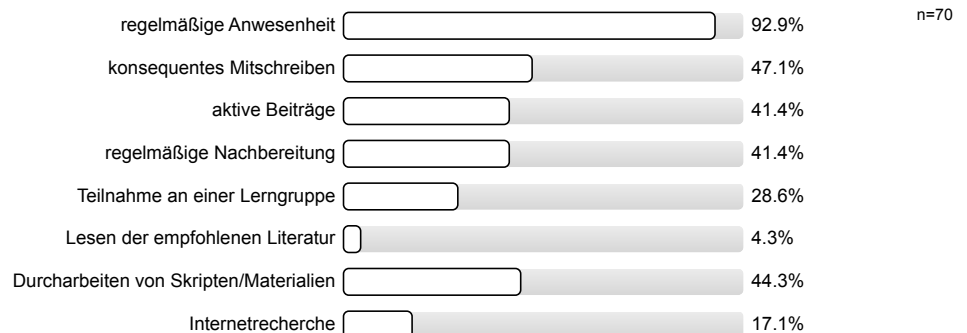 regelmäßige Anwesenheit 92.9% n=70
konsequentes Mitschreiben 47.1%
aktive Beiträge 41.4%
regelmäßige Nachbereitung 41.4%
Teilnahme an einer Lerngruppe 28.6%
Lesen der empfohlenen Literatur 4.3%
Durcharbeiten von Skripten/Materialien 44.3%
Internetrecherche 17.1%